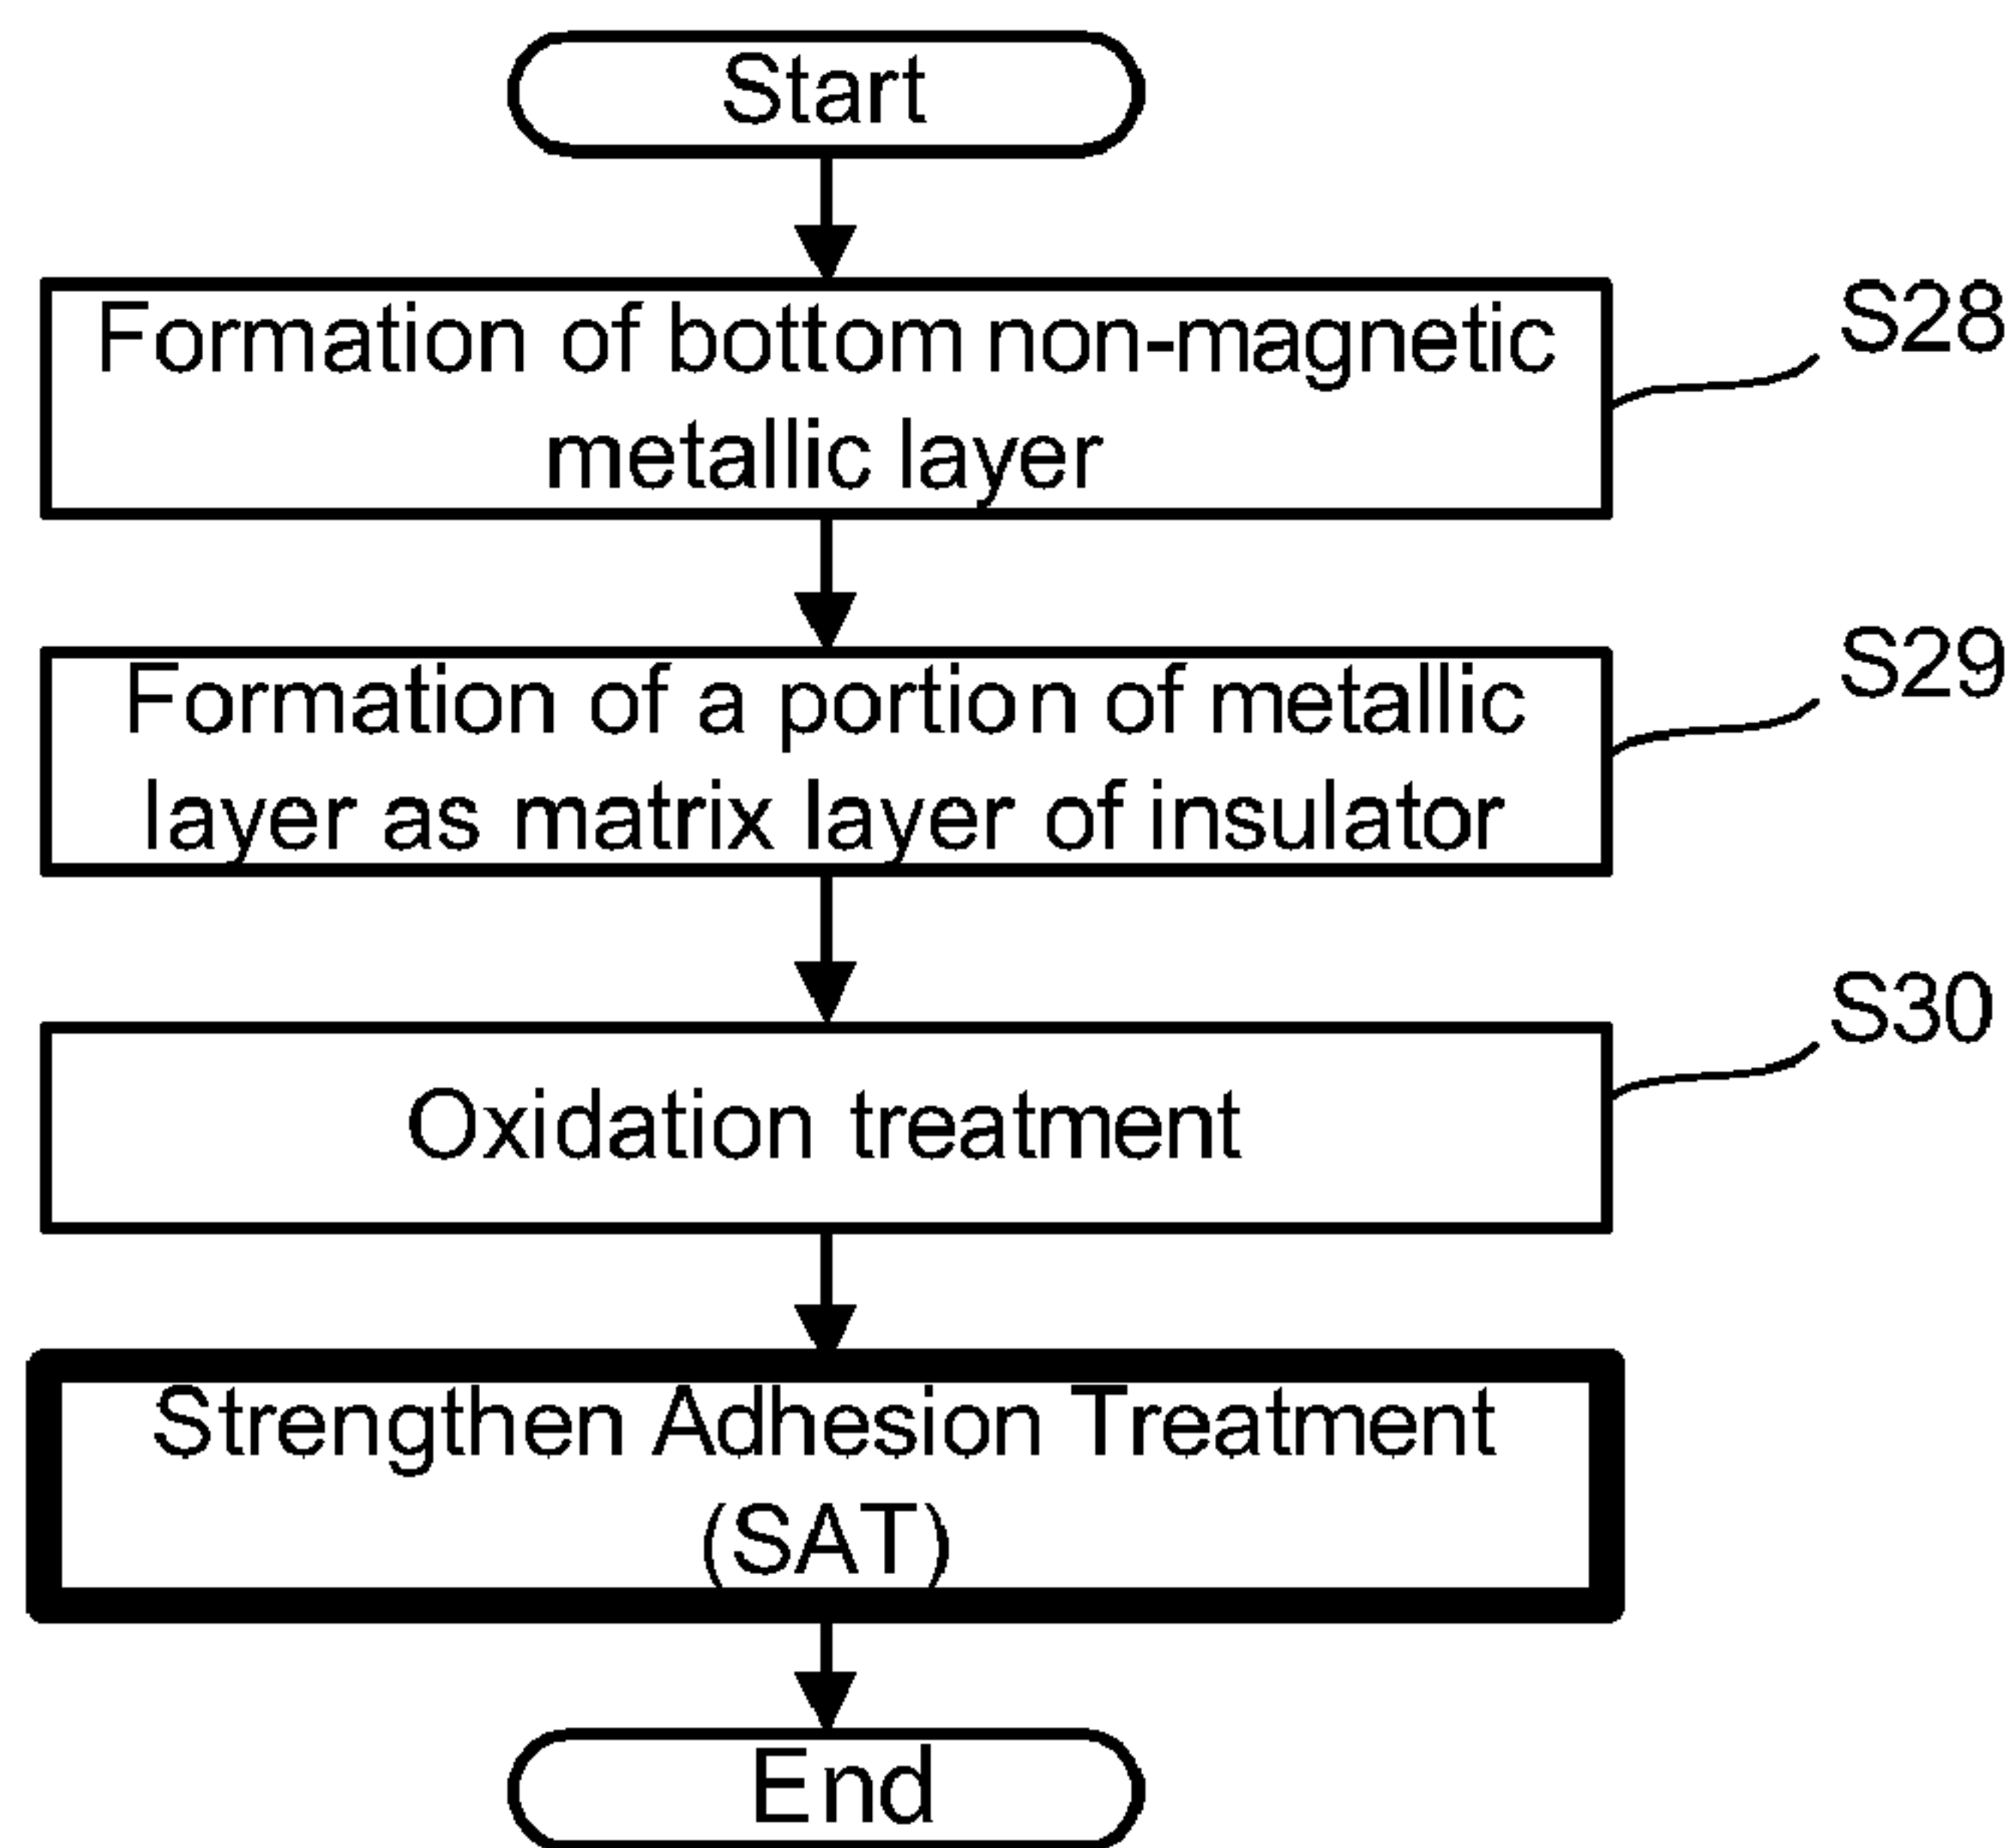 Start
Formation of bottom non-magnetic
metallic layer
S28
Formation of a portion of metallic
layer as matrix layer of insulator
S29
Oxidation treatment
S30
Strengthen Adhesion Treatment
(SAT)
End